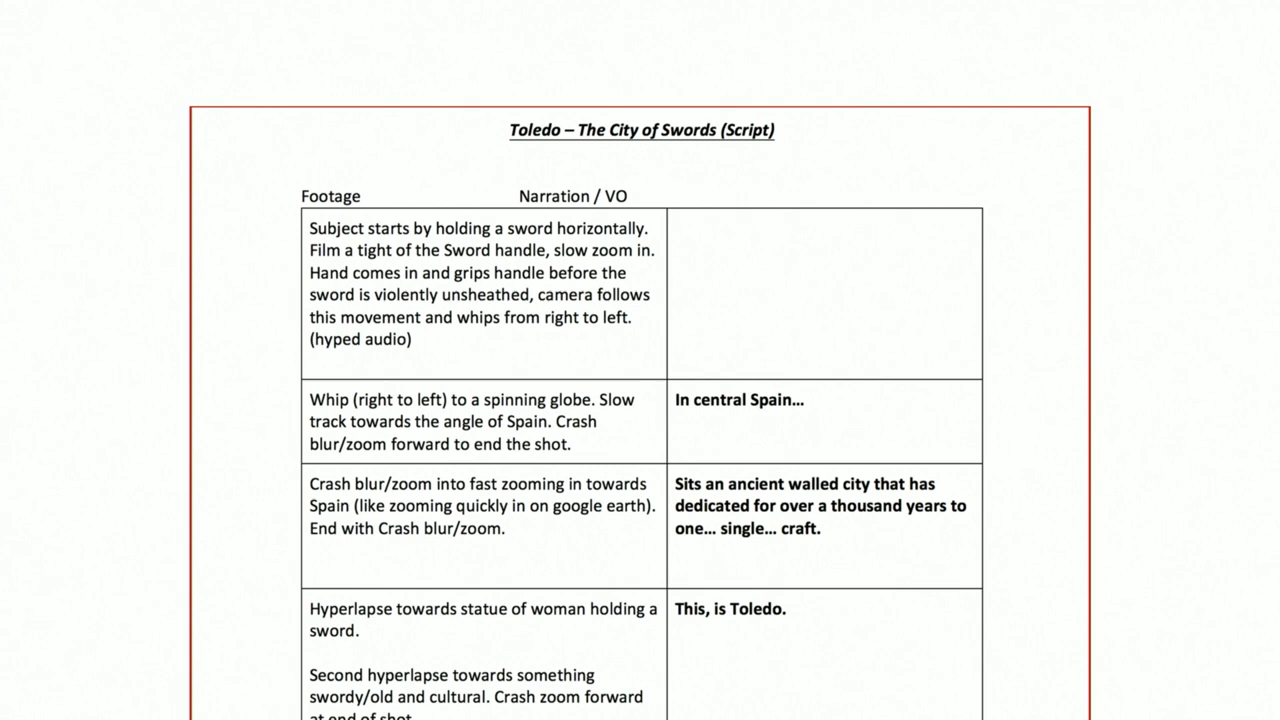 Toledo – The City of Swords (Script)
Footage
Narration / VO
Subject starts by holding a sword horizontally.
Film a tight of the Sword handle, slow zoom in.
Hand comes in and grips handle before the
sword is violently unsheathed, camera follows
this movement and whips from right to left.
(hyped audio)
Whip (right to left) to a spinning globe. Slow
track towards the angle of Spain. Crash
blur/zoom forward to end the shot.
In central Spain…
Crash blur/zoom into fast zooming in towards
Spain (like zooming quickly in on google earth).
End with Crash blur/zoom.
Sits an ancient walled city that has
dedicated for over a thousand years to
one… single… craft.
Hyperlapse towards statue of woman holding a
sword.
This, is Toledo.
Second hyperlapse towards something
swordy/old and cultural. Crash zoom forward
at end of shot